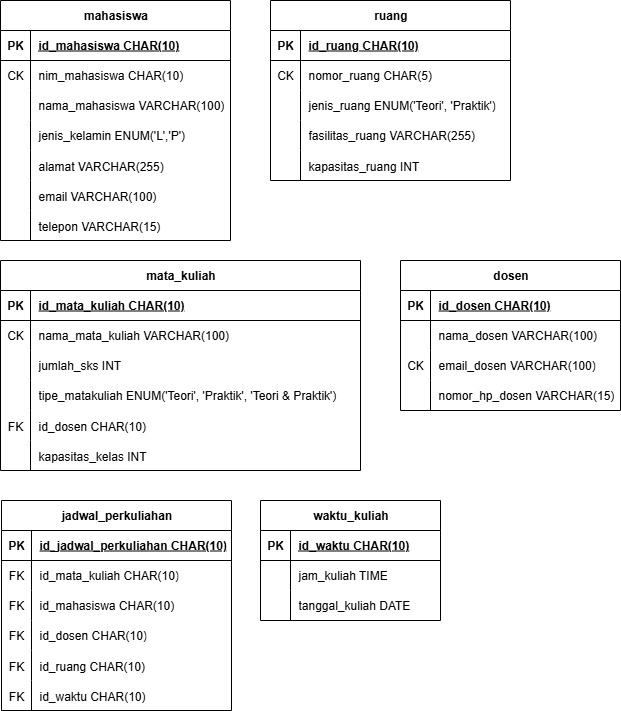 mahasiswa
PK id_mahasiswa CHAR(10)
CK nim_mahasiswa CHAR(10)
nama_mahasiswa VARCHAR(100)
jenis_kelamin ENUM('L','P')
alamat VARCHAR(255)
email VARCHAR(100)
telepon VARCHAR(15)
ruang
PK id_ruang CHAR(10)
CK nomor_ruang CHAR(5)
jenis_ruang ENUM('Teori', 'Praktik')
fasilitas_ruang VARCHAR(255)
kapasitas_ruang INT
mata_kuliah
PK id_mata_kuliah CHAR(10)
CK nama_mata_kuliah VARCHAR(100)
jumlah_sks INT
tipe_matakuliah ENUM('Teori', 'Praktik', 'Teori & Praktik')
FK id_dosen CHAR(10)
kapasitas_kelas INT
dosen
PK id_dosen CHAR(10)
nama_dosen VARCHAR(100)
CK email_dosen VARCHAR(100)
nomor_hp_dosen VARCHAR(15)
jadwal_perkuliahan
PK id_jadwal_perkuliahan CHAR(10)
FK id_mata_kuliah CHAR(10)
FK id_mahasiswa CHAR(10)
FK id_dosen CHAR(10)
FK id_ruang CHAR(10)
FK id_waktu CHAR(10)
waktu_kuliah
PK id_waktu CHAR(10)
jam_kuliah TIME
tanggal_kuliah DATE